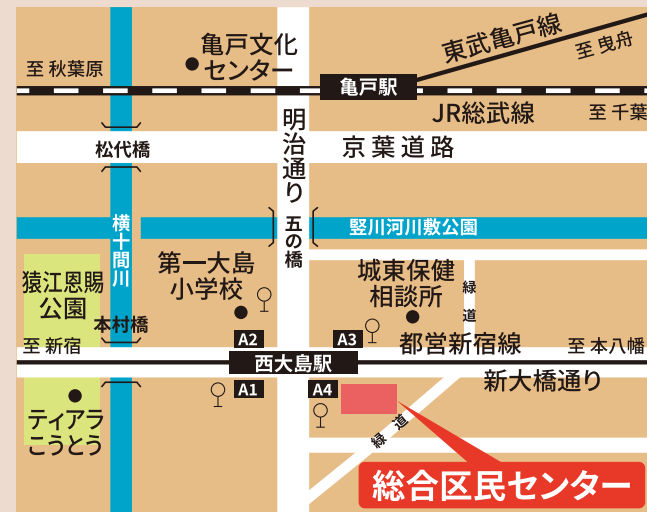 亀戸文化
センター
東武亀戸線
至 曳舟
至 秋葉原
亀戸駅
JR総武線
至 千葉
明治通り
松代橋
京葉道路
横十間川
五の橋
竪川河川敷公園
猿江恩賜
公園
第一大島
小学校
城東保健
相談所
緑道
本村橋
至 新宿
A2
A3
都営新宿線
至 本八幡
西大島駅
新大橋通り
A1
A4
ティアラ
こうとう
緑道
総合区民センター